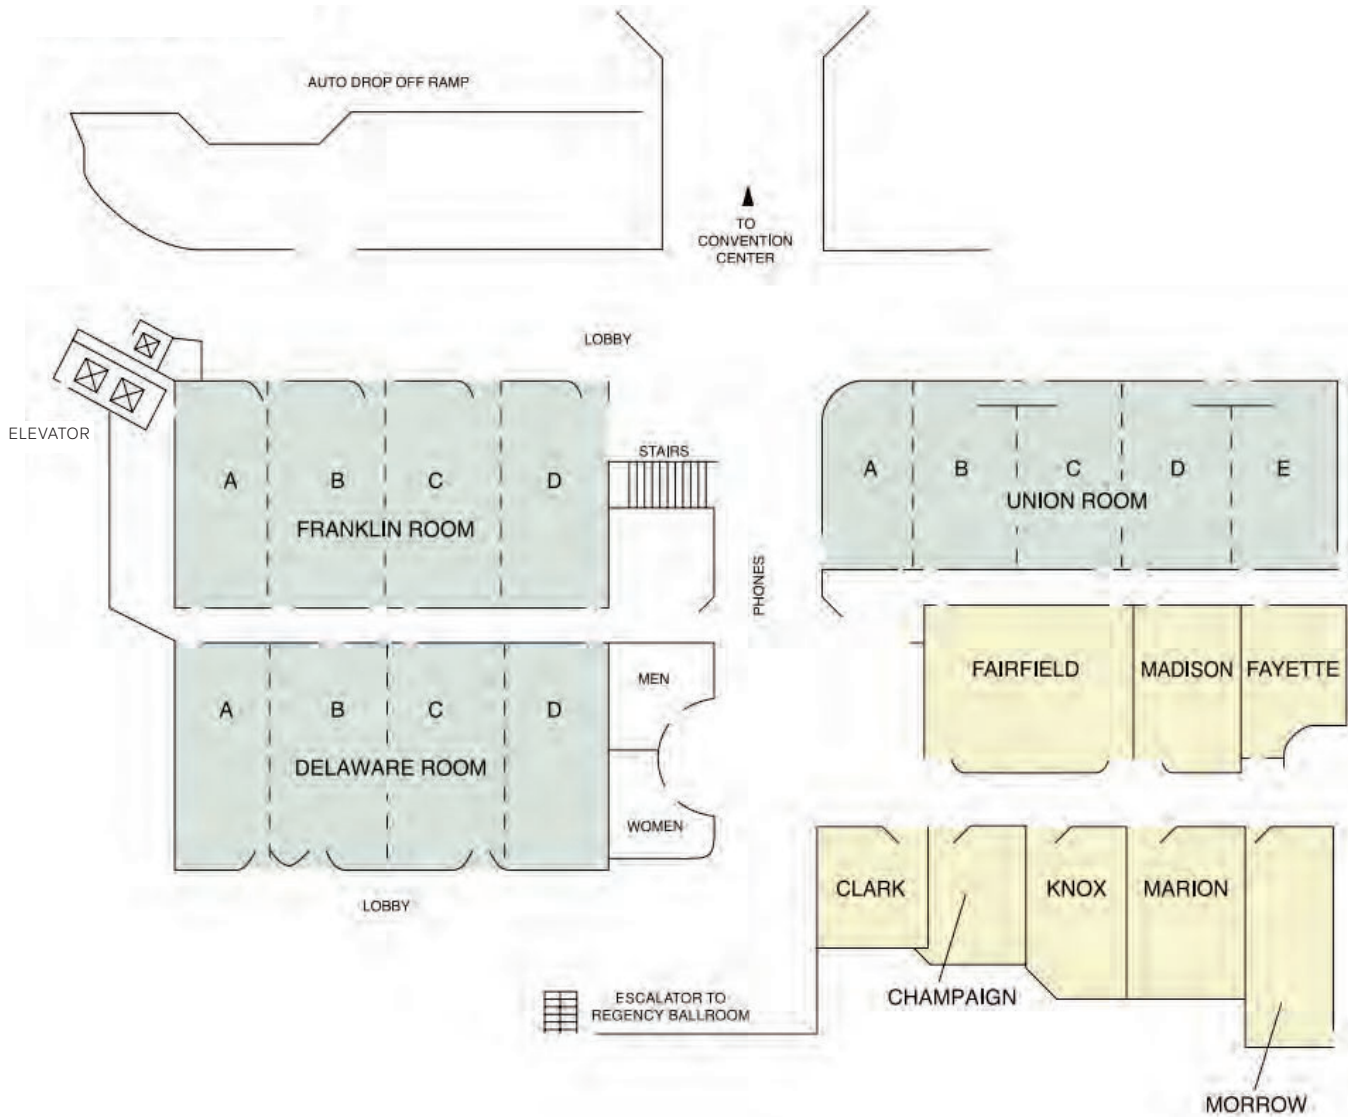 AUTO DROP OFF RAMP
TO
CONVENTION
CENTER
LOBBY
ELEVATOR
STAIRS
A B C D
FRANKLIN ROOM
A B C D E
UNION ROOM
PHONES
FAIRFIELD
MADISON
FAYETTE
MEN
A B C D
DELAWARE ROOM
WOMEN
LOBBY
CLARK
KNOX
MARION
CHAMPAIGN
ESCALATOR TO
REGENCY BALLROOM
MORROW